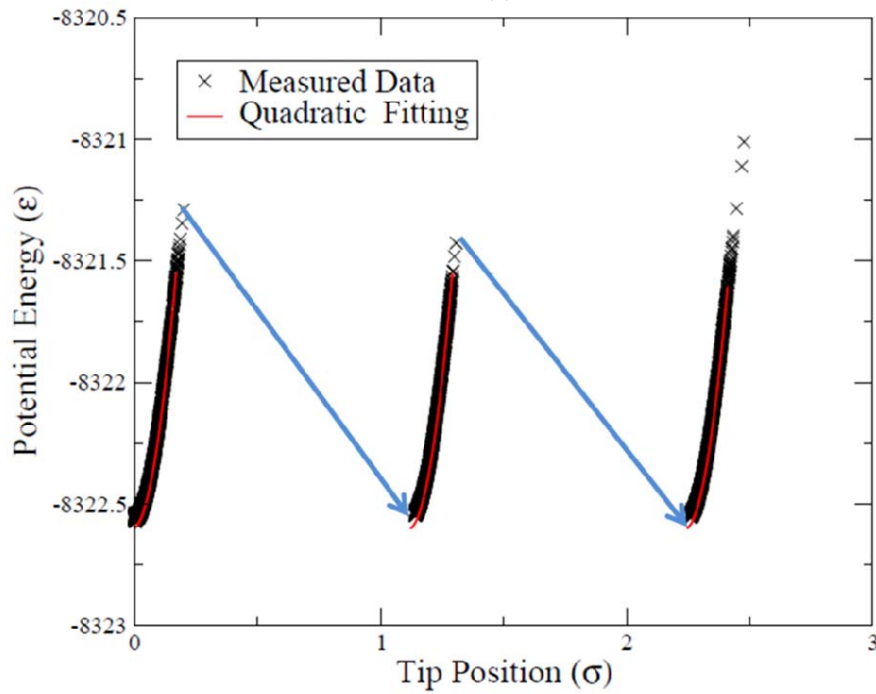 -8320.5
Measured Data
Quadratic Fitting
-8321
-8321.5
-8322
-8322.5
-8323
Potential Energy (ε)
0
1
2
3
Tip Position (σ)